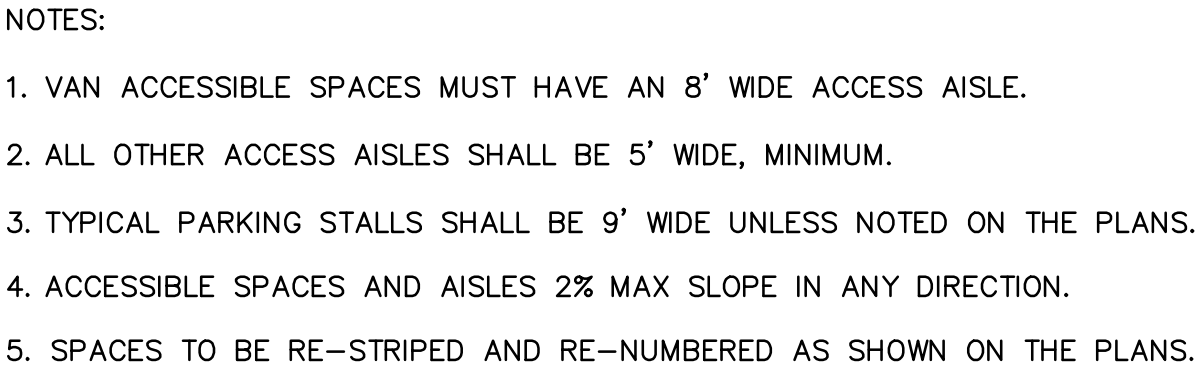 NOTES:
1. VAN ACCESSIBLE SPACES MUST HAVE AN 8' WIDE ACCESS AISLE.
2. ALL OTHER ACCESS AISLES SHALL BE 5' WIDE, MINIMUM.
3. TYPICAL PARKING STALLS SHALL BE 9' WIDE UNLESS NOTED ON THE PLANS.
4. ACCESSIBLE SPACES AND AISLES 2% MAX SLOPE IN ANY DIRECTION.
5. SPACES TO BE RE-STRIPED AND RE-NUMBERED AS SHOWN ON THE PLANS.